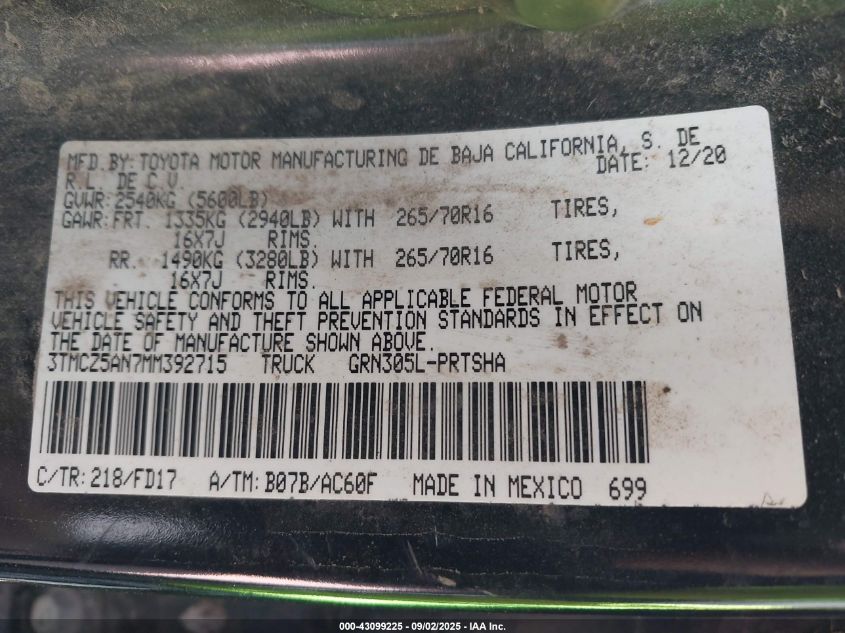 MFD. BY: TOYOTA MOTOR MANUFACTURING DE BAJA CALIFORNIA, S. DE
R. L. DE C.V. DATE: 12/20
GVWR: 2540KG (5600LB)
GAWR: FRT. 1335KG (2940LB) WITH 265/70R16 TIRES,
16X7J RIMS.
RR. 1490KG (3280LB) WITH 265/70R16 TIRES,
16X7J RIMS.
THIS VEHICLE CONFORMS TO ALL APPLICABLE FEDERAL MOTOR
VEHICLE SAFETY AND THEFT PREVENTION STANDARDS IN EFFECT ON
THE DATE OF MANUFACTURE SHOWN ABOVE.
3TMCZ5AN7MM392715 TRUCK GRN305L-PRTSHA
C/TR: 218/FD17 A/TM: B07B/AC60F MADE IN MEXICO 699
000-43099225 - 09/02/2025 - IAA Inc.